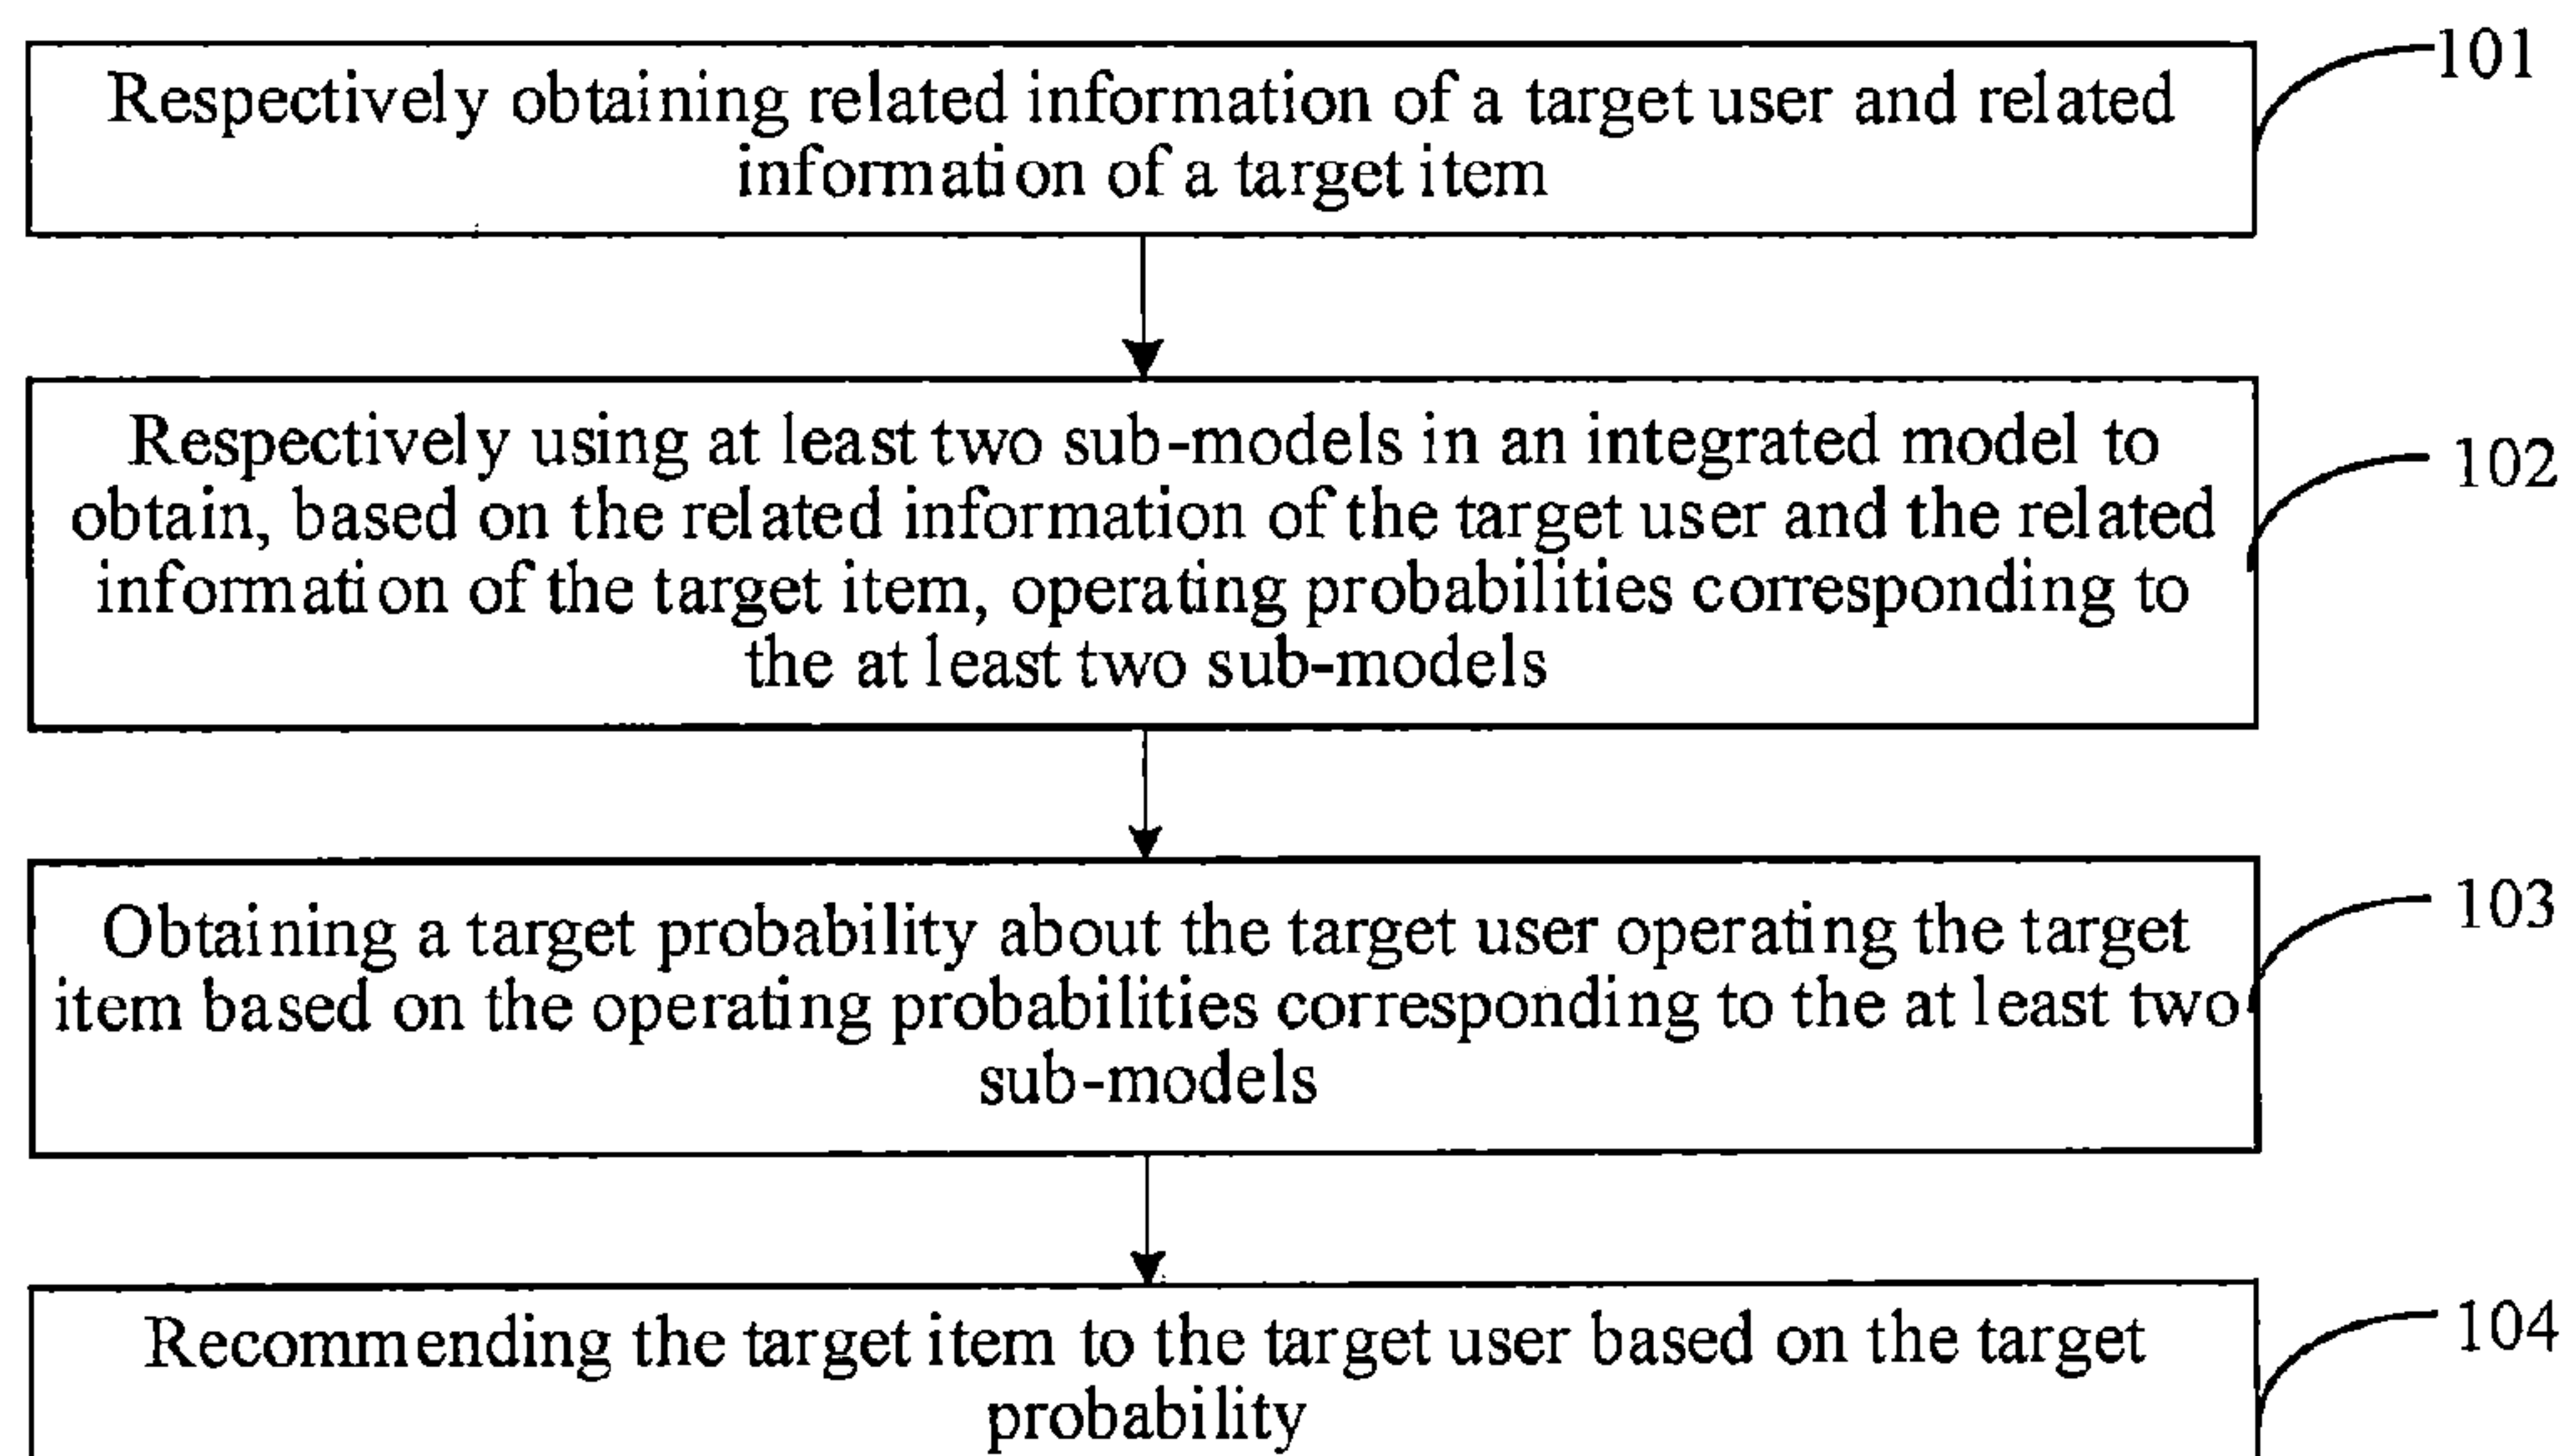 101
Respectively obtaining related information of a target user and related
information of a target item
Respectively using at least two sub-models in an integrated model to
102
obtain, based on the related information of the target user and the related
information of the target item, operating probabilities corresponding to
the at least two sub-models
103
Obtaining a target probability about the target user operating the target
item based on the operating probabilities corresponding to the at least two
sub-models
104
Recommending the target item to the target user based on the target
probability